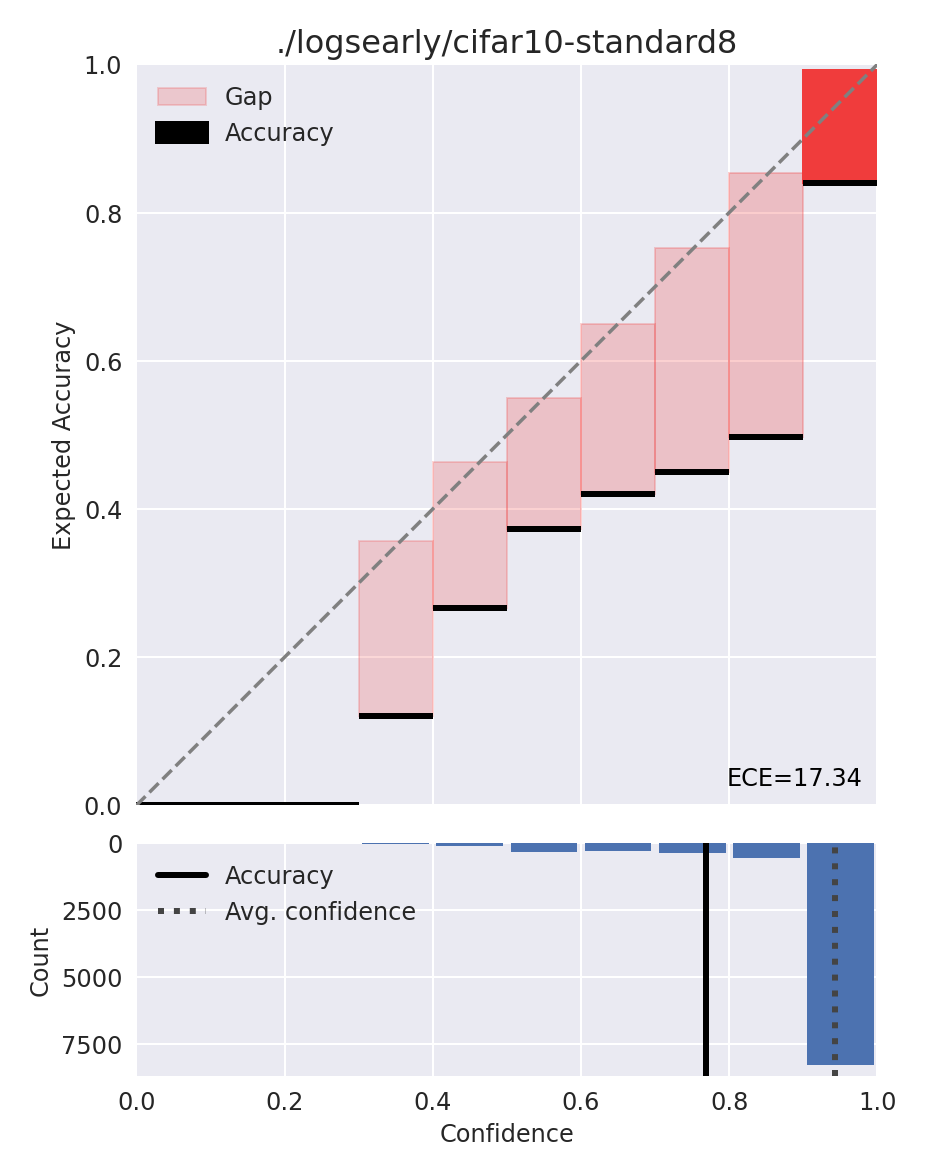 ./logsearly/cifar10-standard8
1.0
0.8
0.6
0.4
0.2
0.0
Expected Accuracy
Gap
Accuracy
ECE=17.34
0
2500
5000
7500
Count
Accuracy
Avg. confidence
0.0 0.2 0.4 0.6 0.8 1.0
Confidence